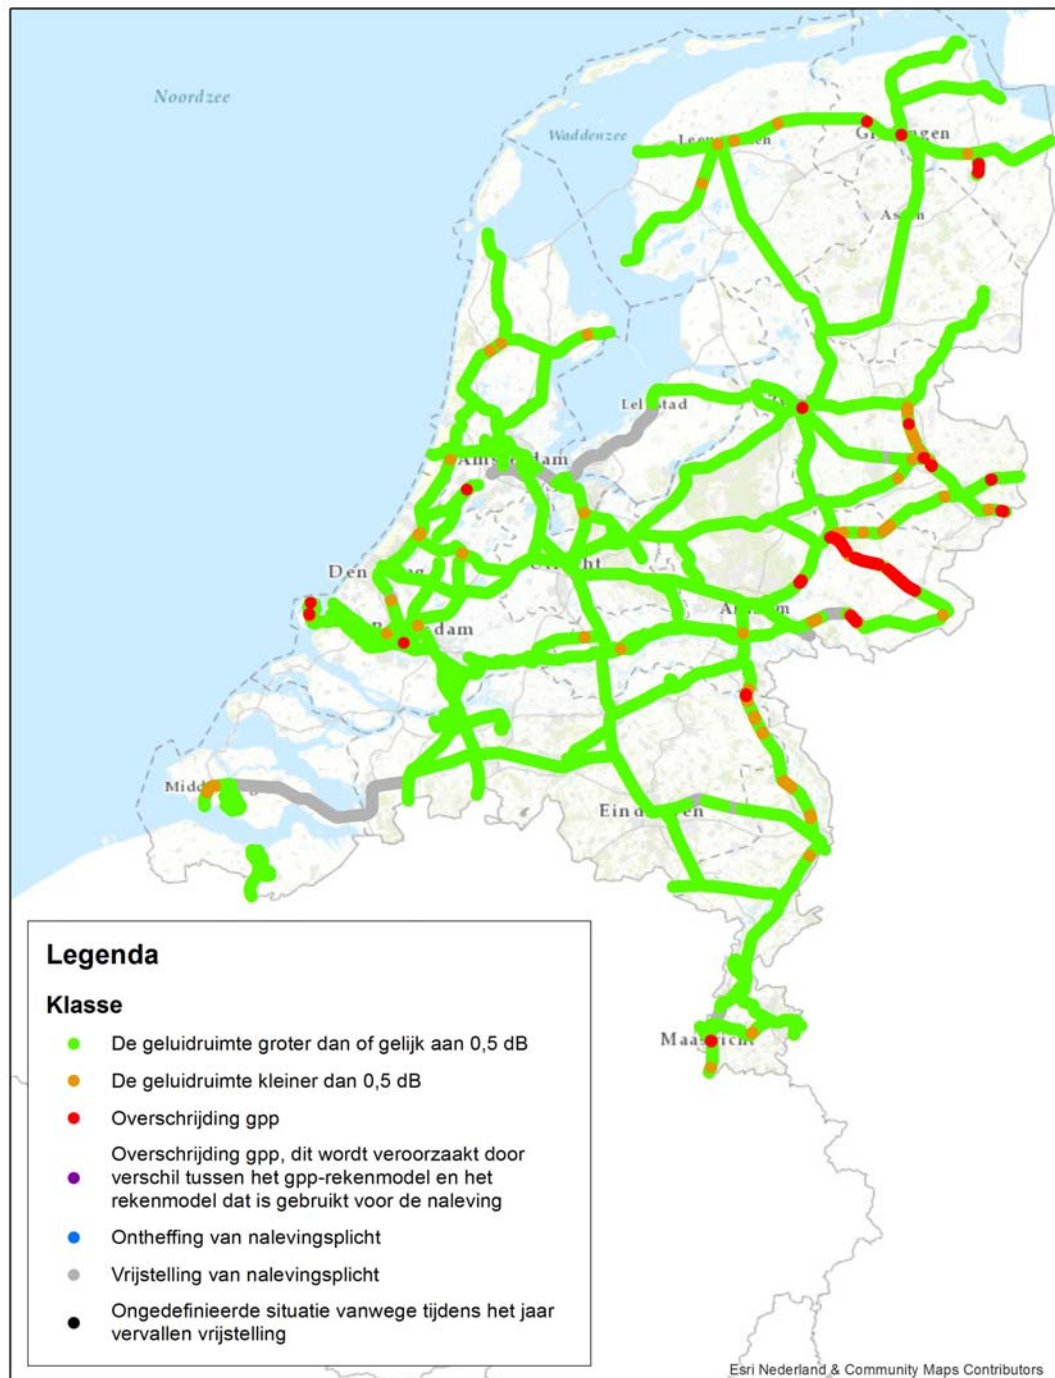 Noordzee
Waddenzee
Den
Legenda
Klasse
De geluidruimte groter dan of gelijk aan 0,5 dB
De geluidruimte kleiner dan 0,5 dB
Overschrijding gpp
Overschrijding gpp, dit wordt veroorzaakt door
verschil tussen het gpp-rekenmodel en het
rekenmodel dat is gebruikt voor de naleving
Ontheffing van nalevingsplicht
Vrijstelling van nalevingsplicht
Ongedefinieerde situatie vanwege tijdens het jaar
vervallen vrijstelling
Esri Nederland & Community Maps Contributors